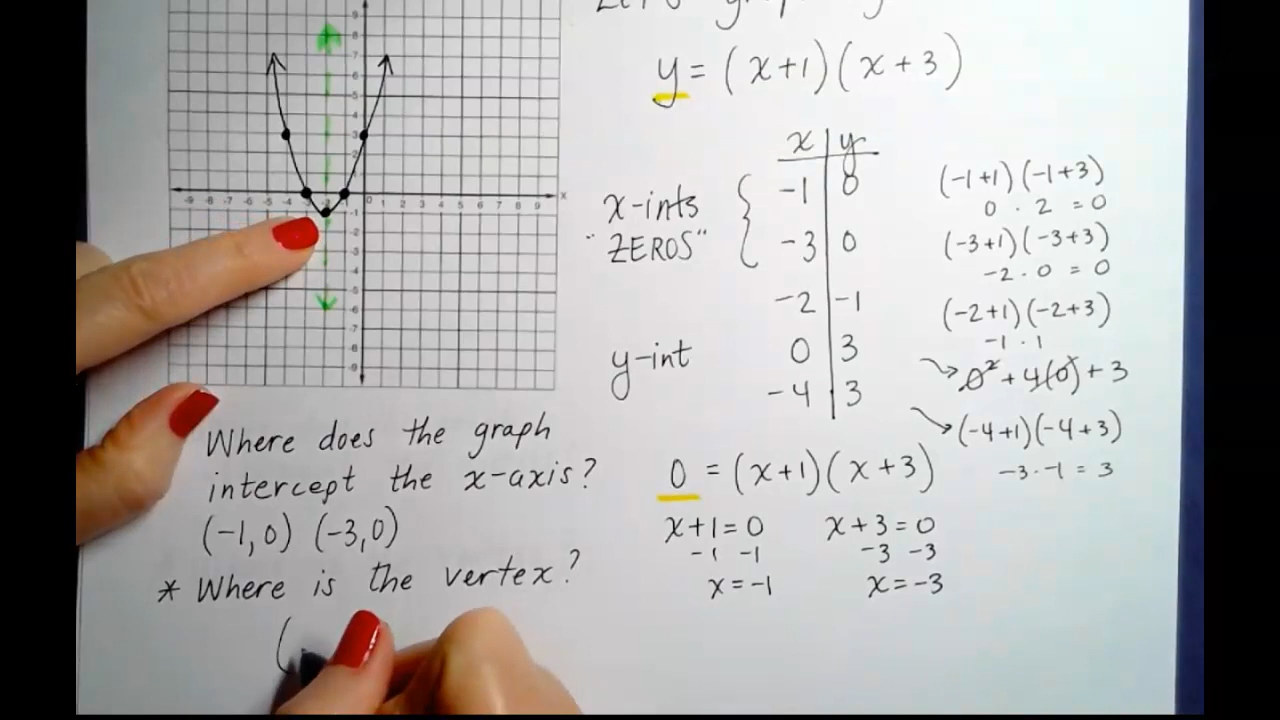 y = (x+1)(x+3)
x y
-1 0
-3 0
-2 -1
0 3
-4 3
x-ints
"ZEROS"
y-int
(-1+1)(-1+3)
0 · 2 = 0
(-3+1)(-3+3)
-2 · 0 = 0
(-2+1)(-2+3)
-1 · 1
0² + 4(0) + 3
(-4+1)(-4+3)
-3 · -1 = 3
0 = (x+1)(x+3)
x+1=0 x+3=0
-1 -1 -3 -3
x=-1 x=-3
Where does the graph
intercept the x-axis?
(-1,0) (-3,0)
* Where is the vertex?
(